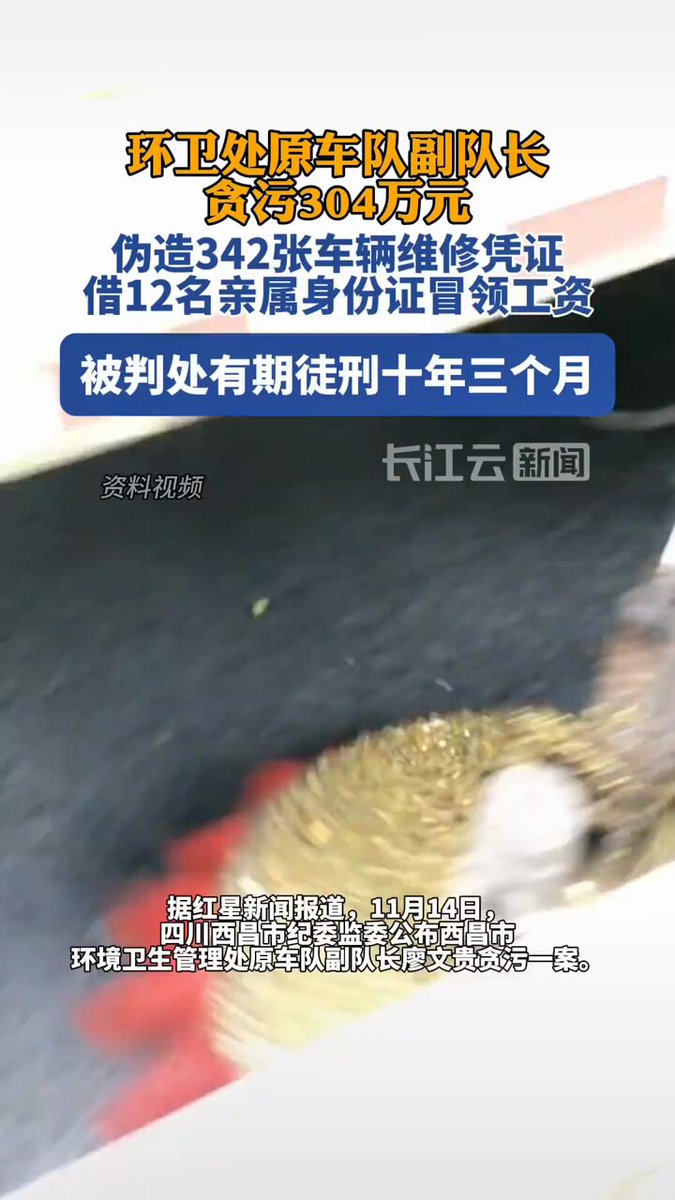 环卫处原车队副队长
贪污304万元
伪造342张车辆维修凭证
借12名亲属身份证冒领工资
被判处有期徒刑十年三个月
长江云新闻
资料视频
据红星新闻报道，11月14日，
四川西昌市纪委监委公布西昌市
环境卫生管理处原车队副队长廖文贵贪污一案。